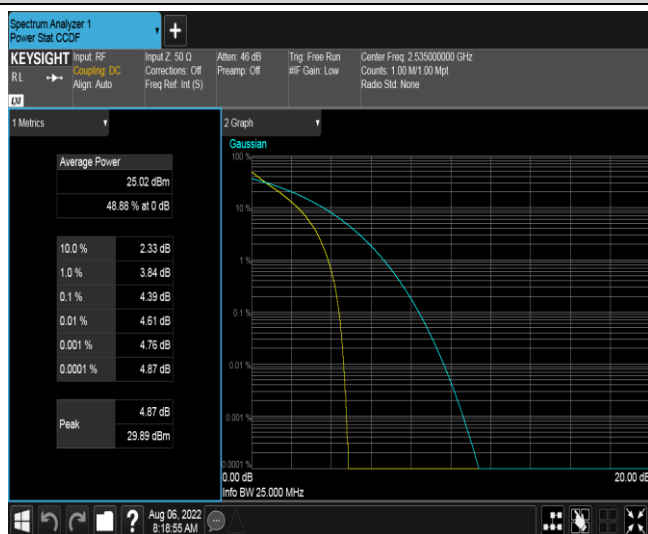 Spectrum Analyzer 1
Power Stat CCDF
+
KEYSIGHT
RL
LXI
Input: RF
Coupling: DC
Align: Auto
Input Z: 50 Ω
Corrections: Off
Freq Ref: Int (S)
Atten: 46 dB
Preamp: Off
Trig: Free Run
#IF Gain: Low
Center Freq: 2.535000000 GHz
Counts: 1.00 M/1.00 Mpt
Radio Std: None
1 Metrics
Average Power
25.02 dBm
48.88 % at 0 dB
10.0 % 2.33 dB
1.0 % 3.84 dB
0.1 % 4.39 dB
0.01 % 4.61 dB
0.001 % 4.76 dB
0.0001 % 4.87 dB
Peak
4.87 dB
29.89 dBm
2 Graph
Gaussian
100 %
10 %
1 %
0.1 %
0.01 %
0.001 %
0.0001 %
0.00 dB 20.00 dB
Info BW 25.000 MHz
?
Aug 06, 2022
8:18:55 AM